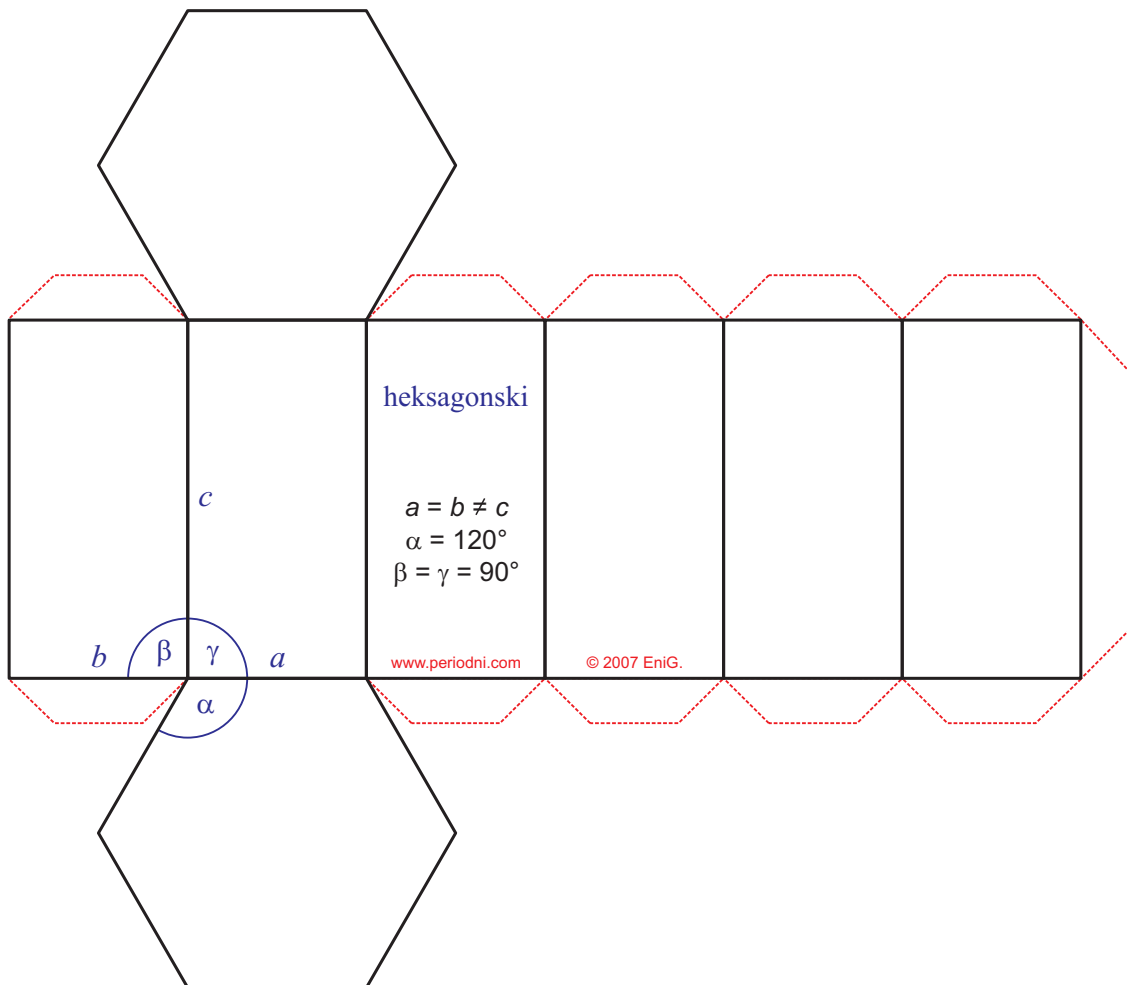 heksagonski
c
a = b ≠ c
α = 120°
β = γ = 90°
b β γ a
www.periodni.com © 2007 EniG.
α